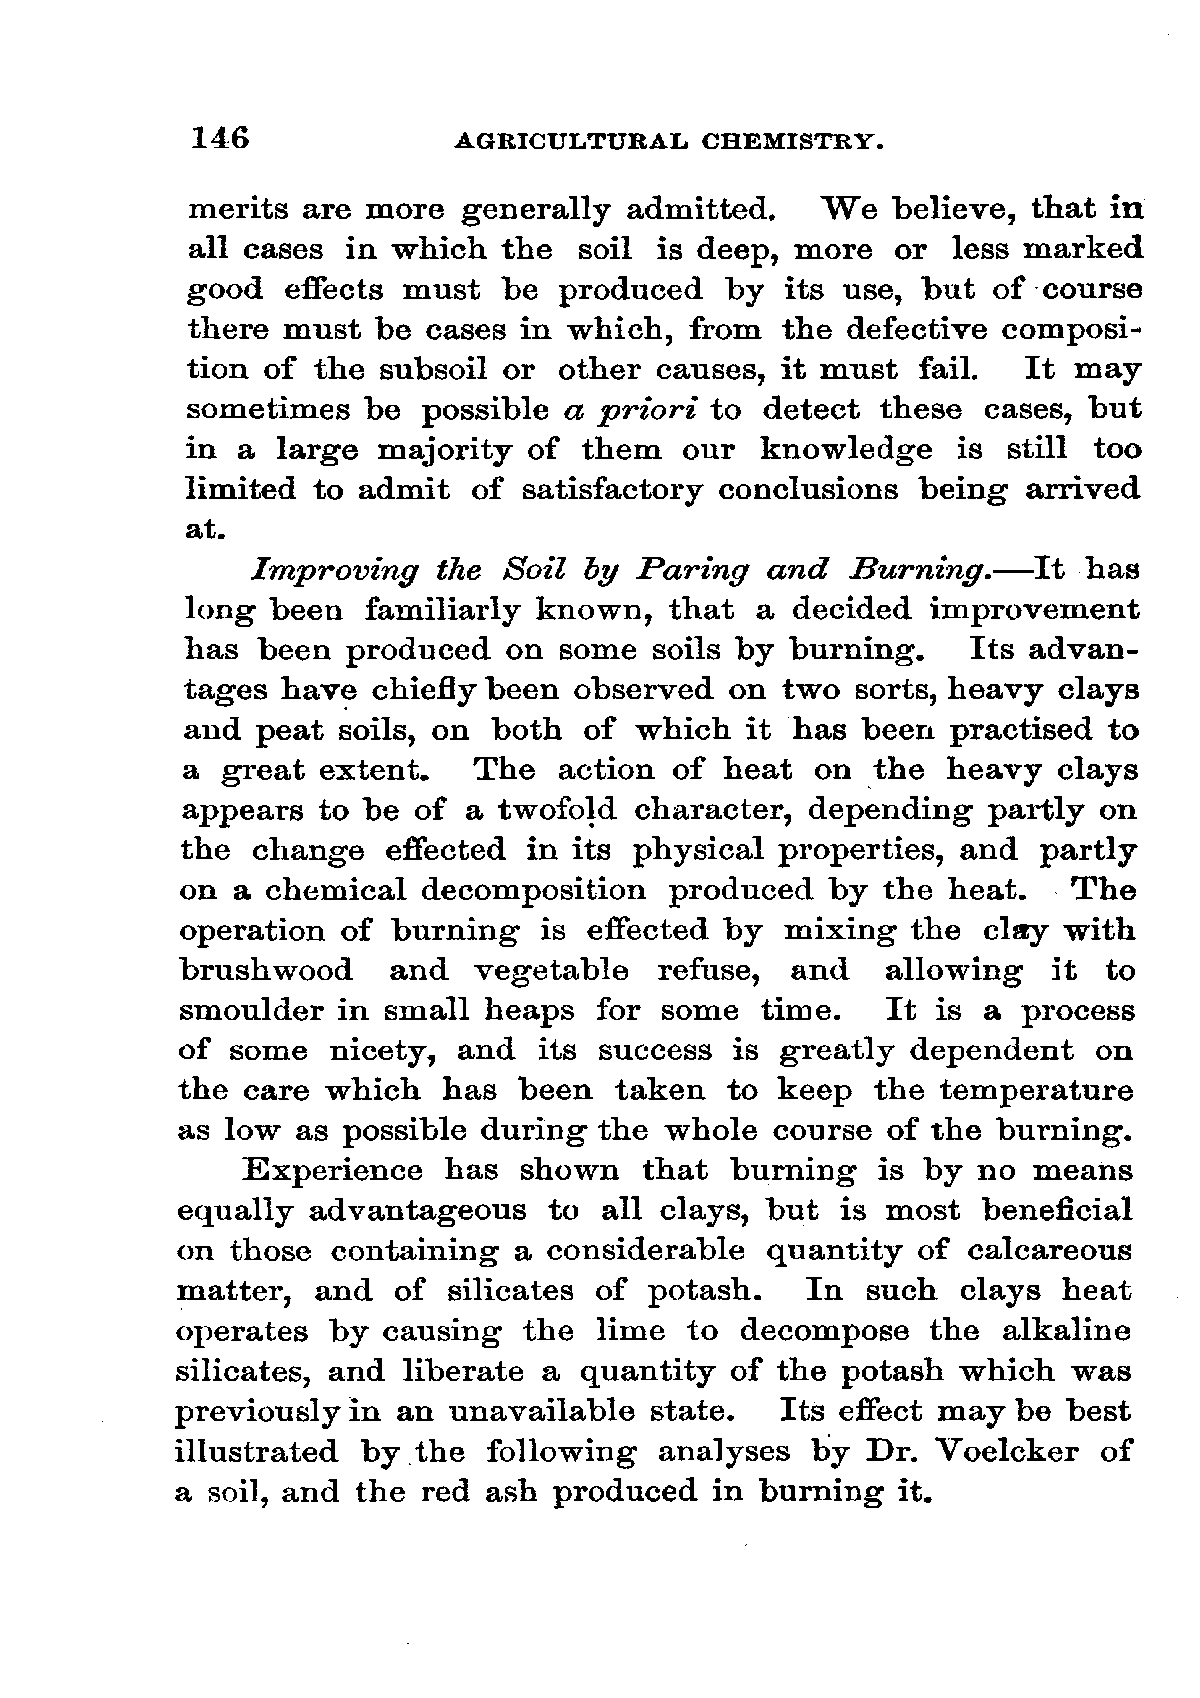 146 AGRICULTURAL CHEMISTRY.
merits are more generally admitted. We believe, that in
all cases in which the soil is deep, more or less marked
good effects must be produced by its use, but of course
there must be cases in which, from the defective composi-
tion of the subsoil or other causes, it must fail. It may
sometimes be possible a priori to detect these cases, but
in a large majority of them our knowledge is still too
limited to admit of satisfactory conclusions being arrived
at.
Improving the Soil by Paring and Burning.—It has
long been familiarly known, that a decided improvement
has been produced on some soils by burning. Its advan-
tages have chiefly been observed on two sorts, heavy clays
and peat soils, on both of which it has been practised to
a great extent. The action of heat on the heavy clays
appears to be of a twofold character, depending partly on
the change effected in its physical properties, and partly
on a chemical decomposition produced by the heat. The
operation of burning is effected by mixing the clay with
brushwood and vegetable refuse, and allowing it to
smoulder in small heaps for some time. It is a process
of some nicety, and its success is greatly dependent on
the care which has been taken to keep the temperature
as low as possible during the whole course of the burning.
Experience has shown that burning is by no means
equally advantageous to all clays, but is most beneficial
on those containing a considerable quantity of calcareous
matter, and of silicates of potash. In such clays heat
operates by causing the lime to decompose the alkaline
silicates, and liberate a quantity of the potash which was
previously in an unavailable state. Its effect may be best
illustrated by the following analyses by Dr. Voelcker of
a soil, and the red ash produced in burning it.